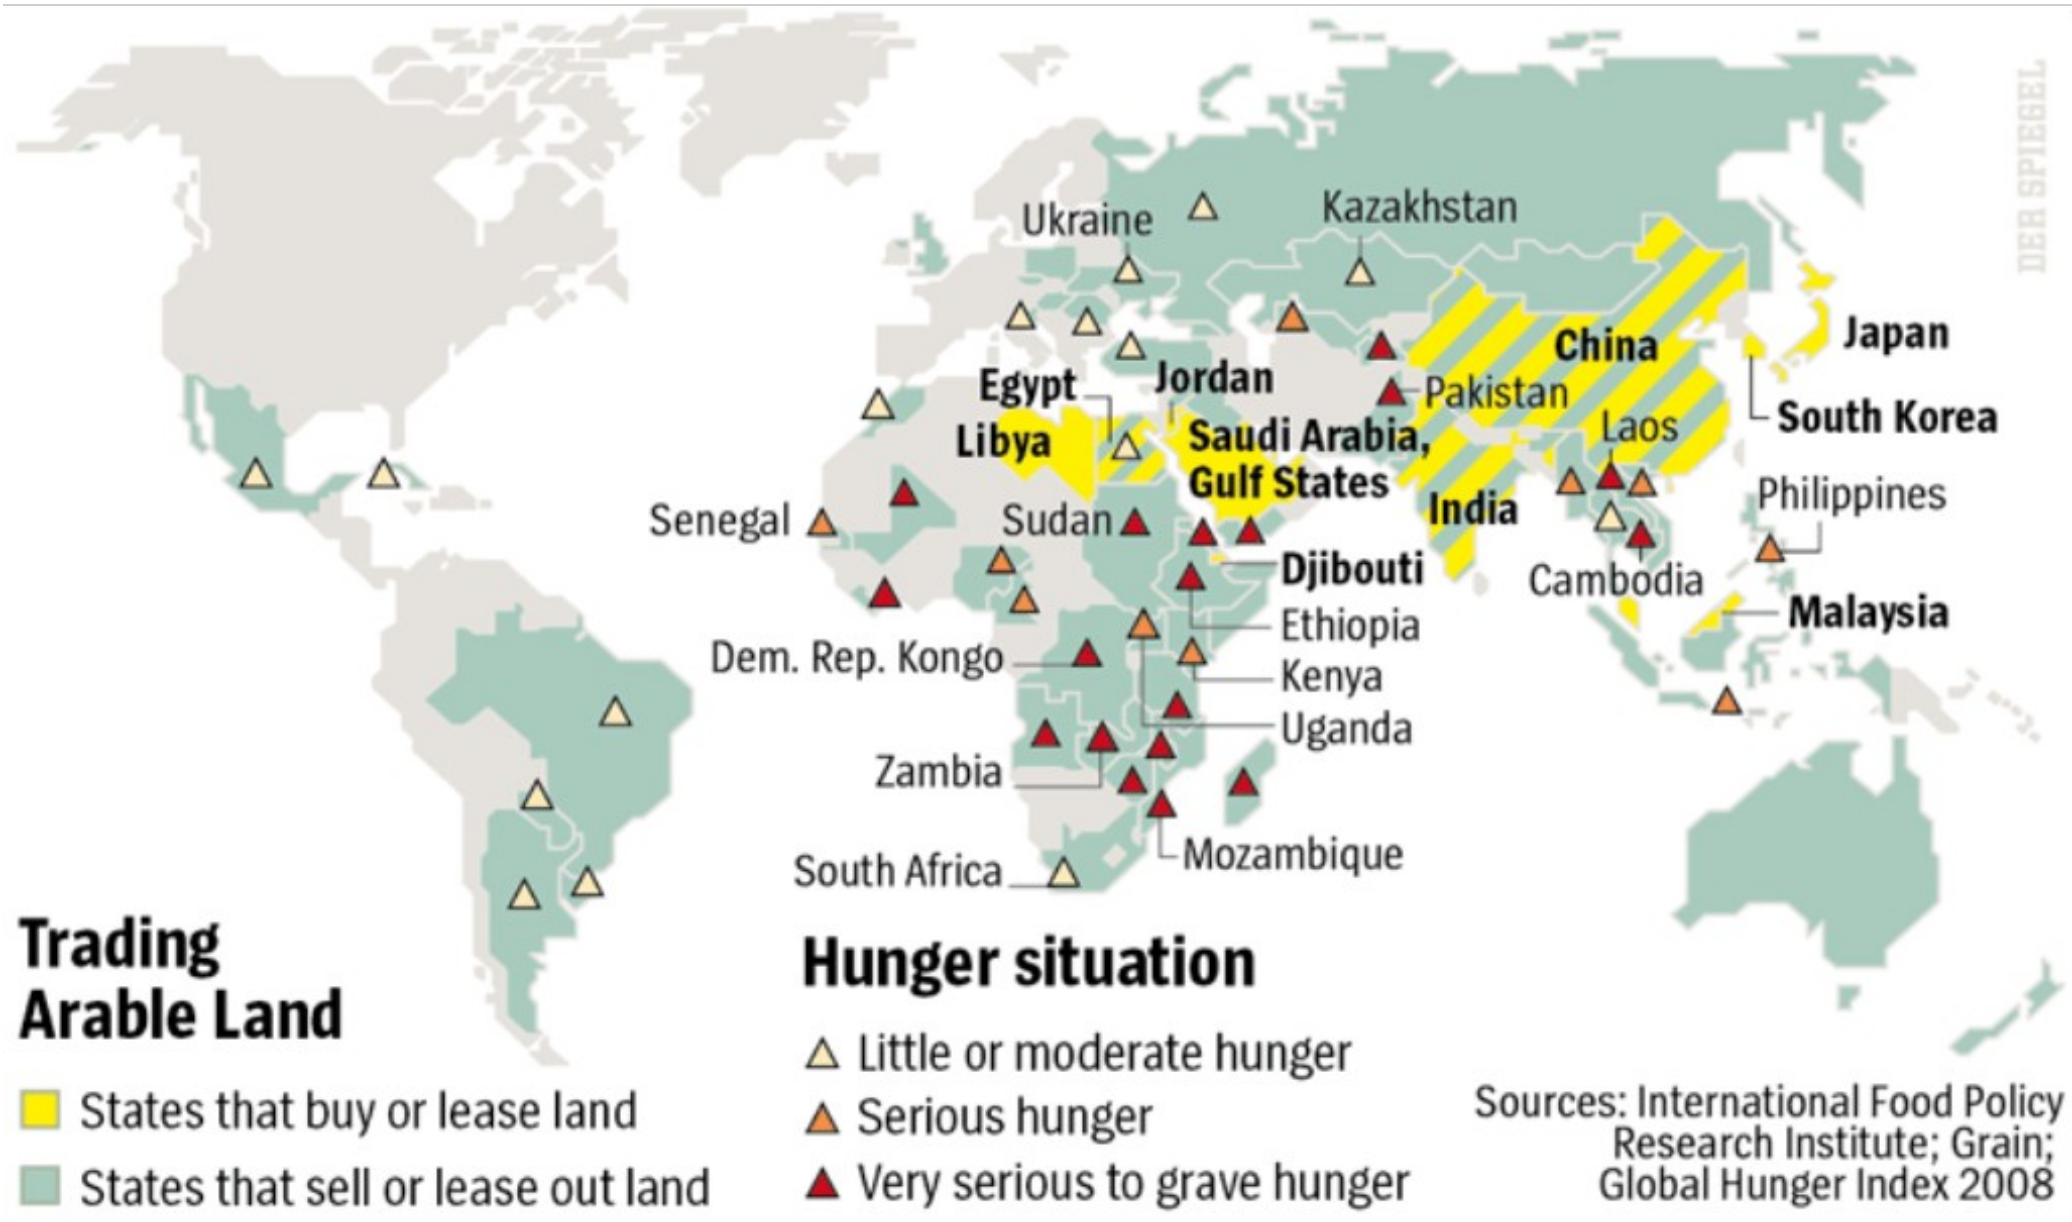 DER SPIEGEL
Ukraine
Kazakhstan
China
Japan
Egypt
Jordan
Pakistan
South Korea
Libya
Saudi Arabia,
Gulf States
Laos
India
Philippines
Senegal
Sudan
Djibouti
Cambodia
Ethiopia
Malaysia
Dem. Rep. Kongo
Kenya
Uganda
Zambia
Mozambique
South Africa
Trading
Arable Land
States that buy or lease land
States that sell or lease out land
Hunger situation
Little or moderate hunger
Serious hunger
Very serious to grave hunger
Sources: International Food Policy
Research Institute; Grain;
Global Hunger Index 2008